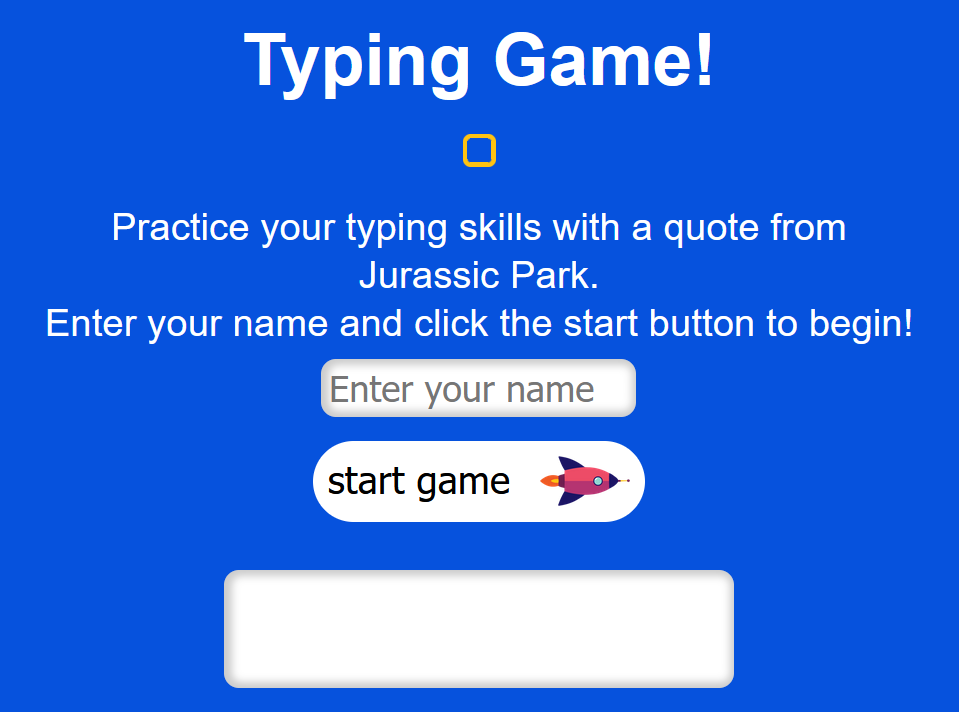 Typing Game!
Practice your typing skills with a quote from
Jurassic Park.
Enter your name and click the start button to begin!
Enter your name
start game